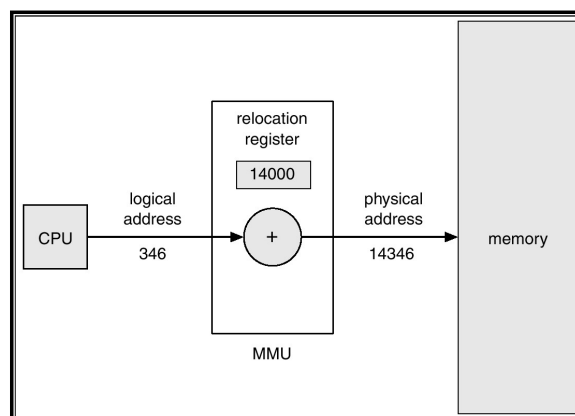 relocation
register
14000
logical
address
346
CPU
+
physical
address
14346
memory
MMU